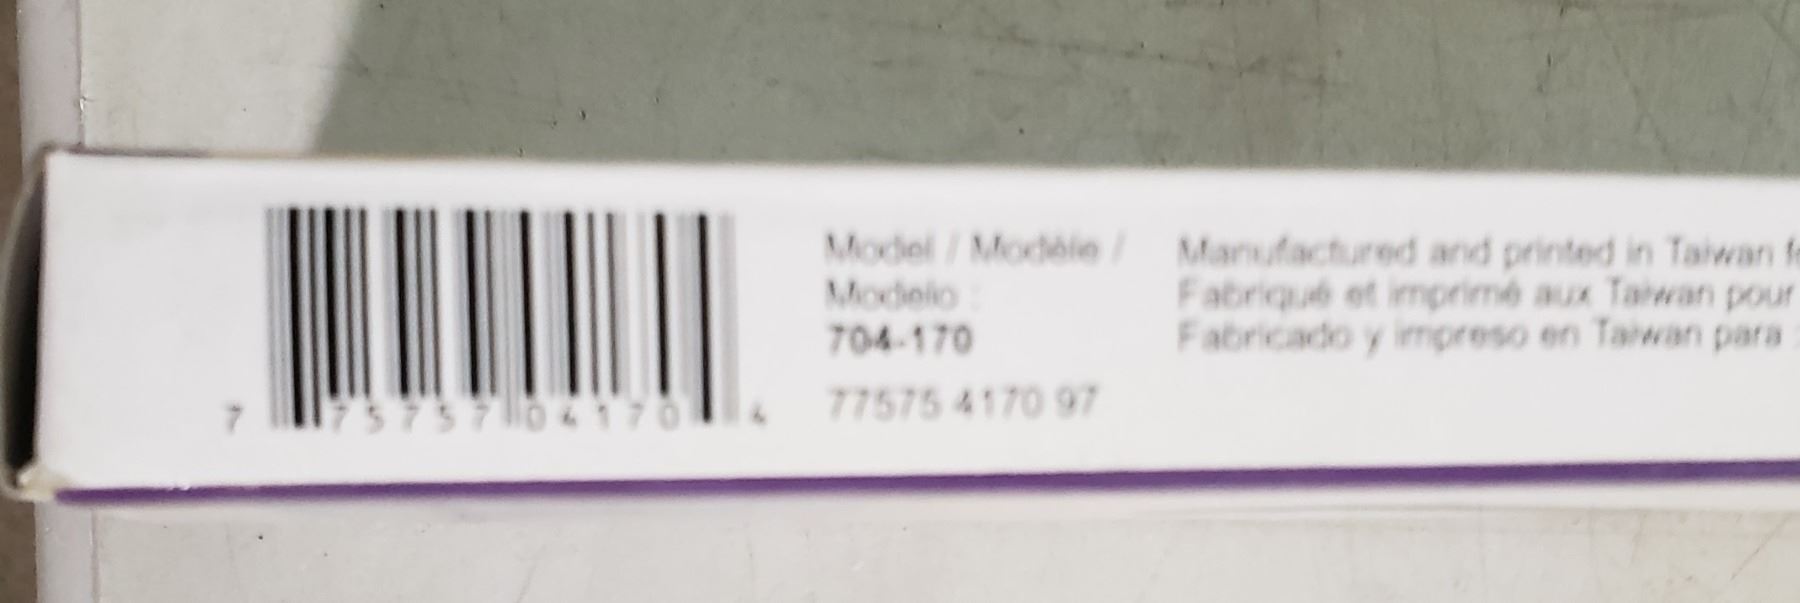 7 75757 04170 4
Model / Modèle /
Modelo :
704-170
77575 4170 97
Manufactured and printed in Taiwan
Fabriqué et imprimé aux Taiwan pour
Fabricado y impreso en Taiwan para :